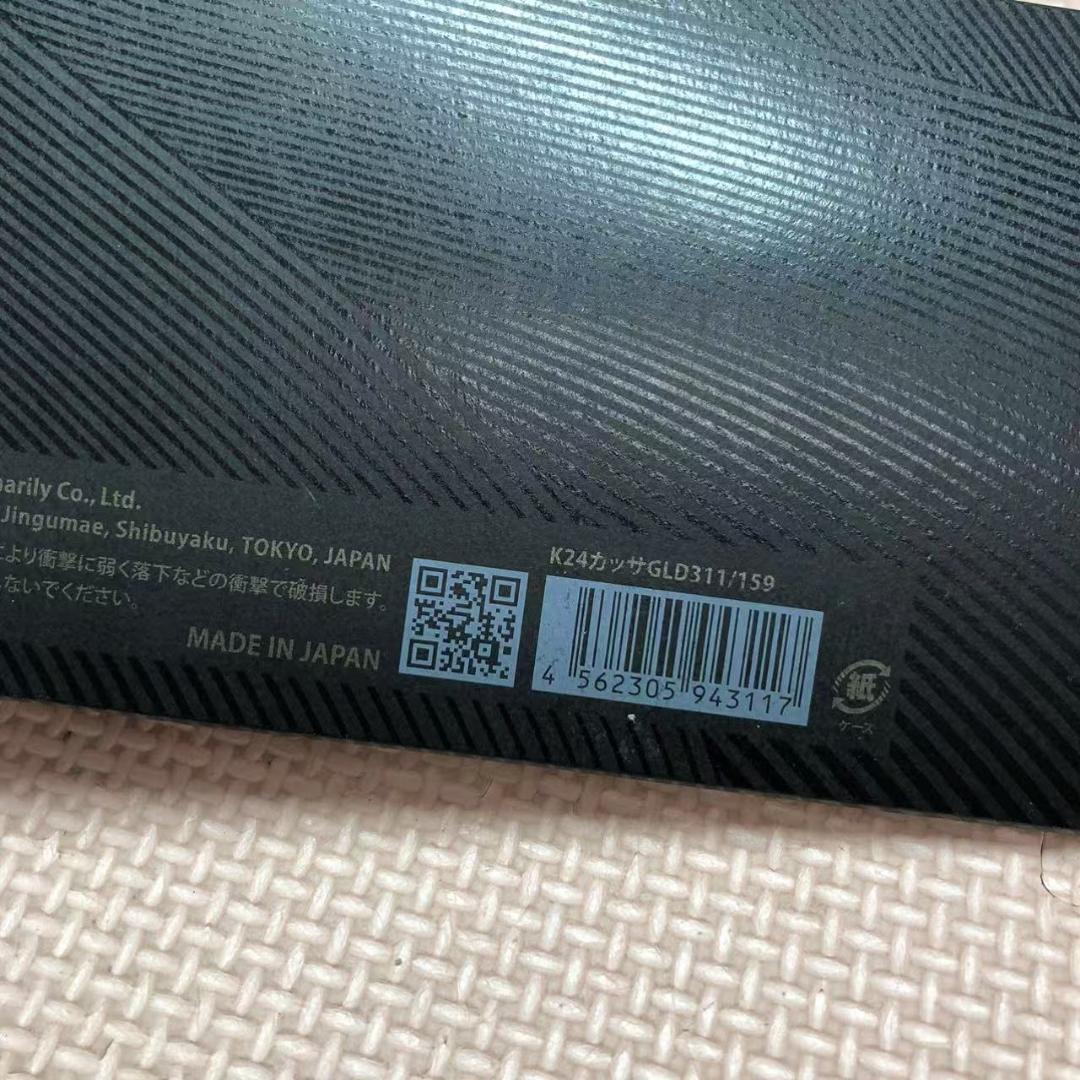 arily Co., Ltd.
Jingumae, Shibuyaku, TOKYO, JAPAN
より衝撃に弱く落下などの衝撃で破損します。
ないでください。
MADE IN JAPAN
K24カッサGLD311/159
4 562305 943117
紙
ケース